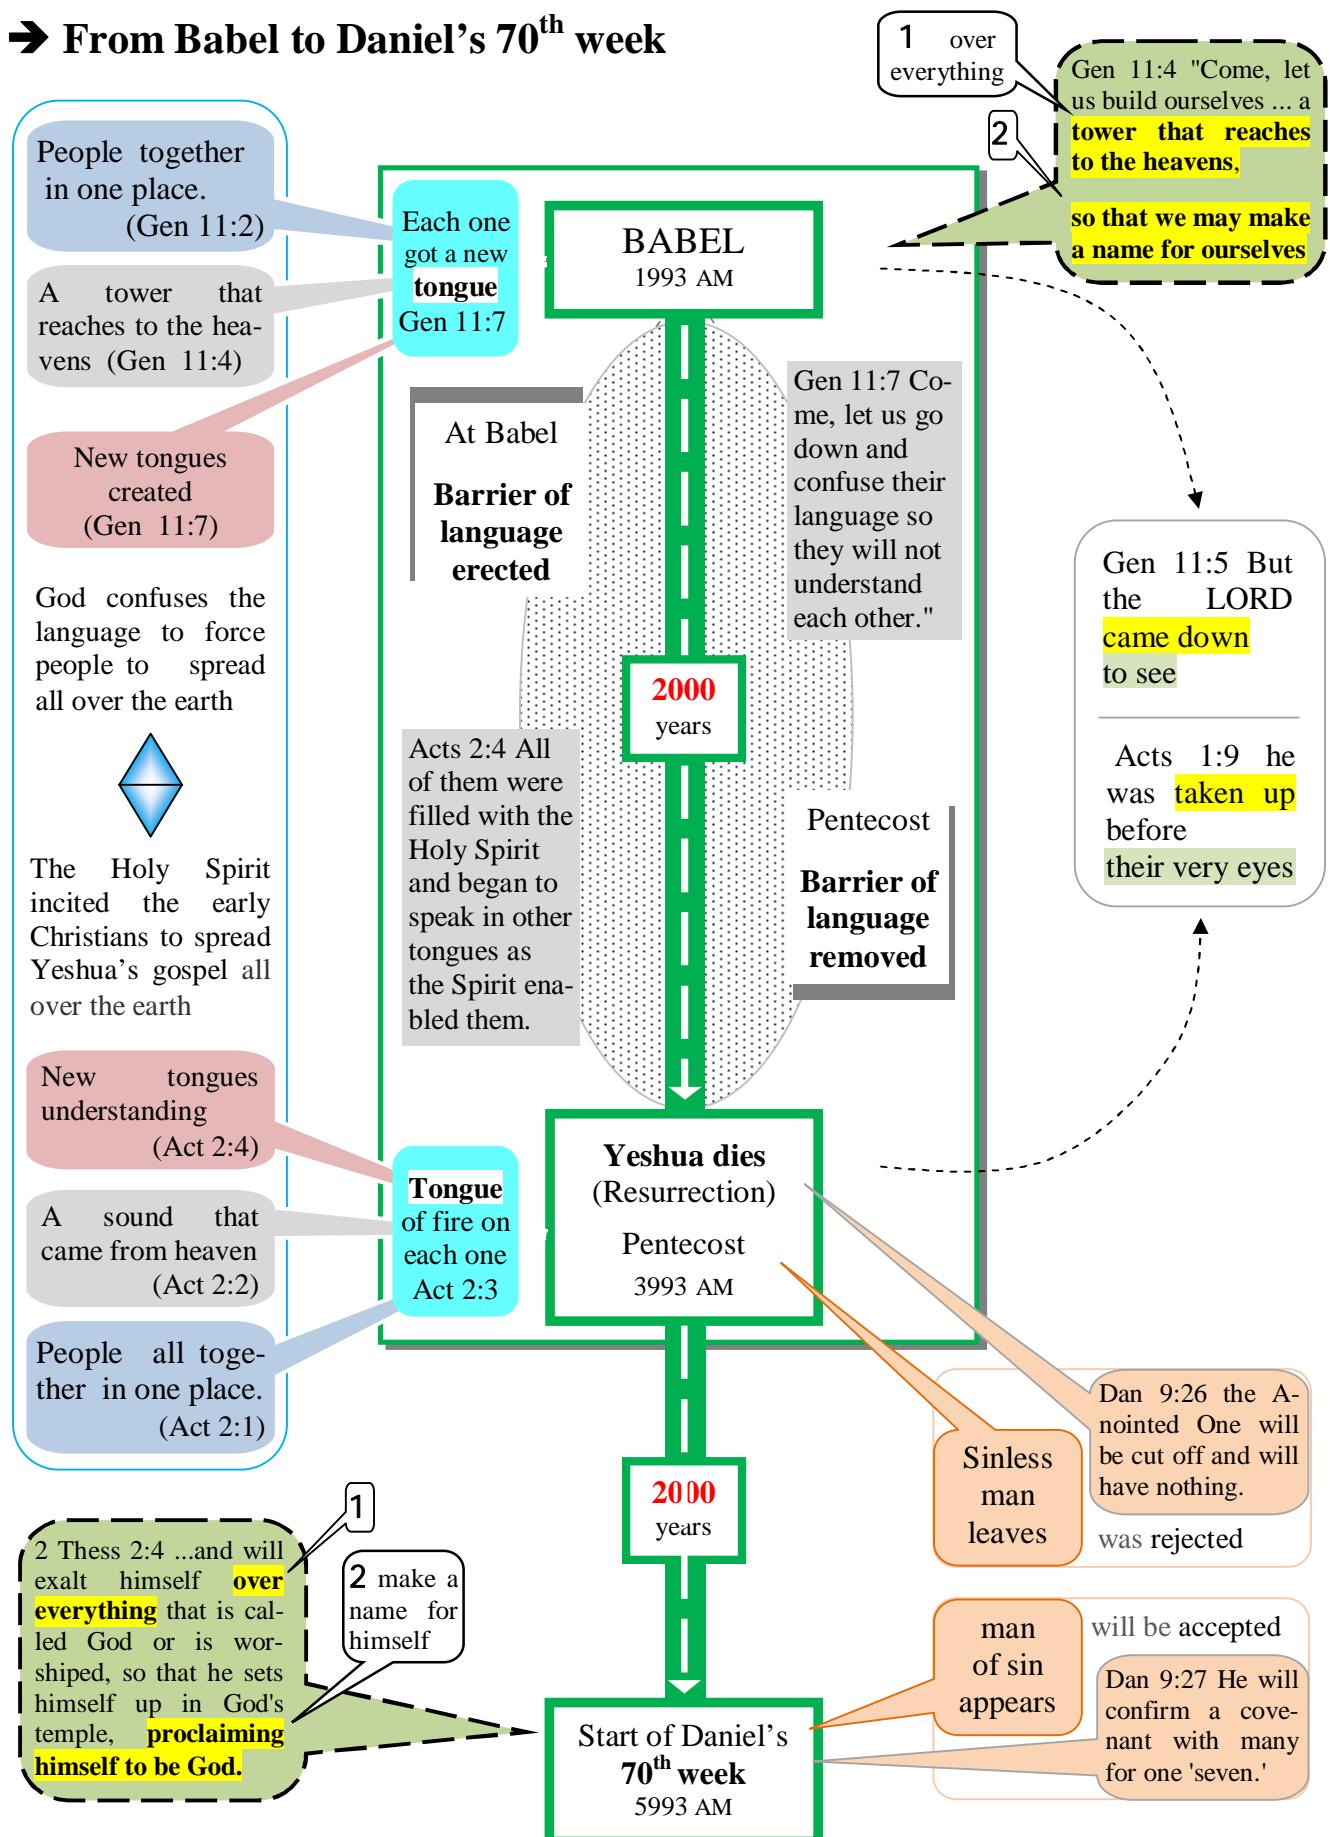 ➔ From Babel to Daniel’s 70th week
1 over
everything
Gen 11:4 "Come, let
us build ourselves ... a
tower that reaches
to the heavens,
so that we may make
a name for ourselves
2
People together
in one place.
(Gen 11:2)
A tower that
reaches to the hea-
vens (Gen 11:4)
New tongues
created
(Gen 11:7)
Each one
got a new
tongue
Gen 11:7
BABEL
1993 AM
At Babel
Barrier of
language
erected
Gen 11:7 Co-
me, let us go
down and
confuse their
language so
they will not
understand
each other."
God confuses the
language to force
people to spread
all over the earth
The Holy Spirit
incited the early
Christians to spread
Yeshua’s gospel all
over the earth
2000
years
Gen 11:5 But
the LORD
came down
to see
Acts 1:9 he
was taken up
before
their very eyes
Acts 2:4 All
of them were
filled with the
Holy Spirit
and began to
speak in other
tongues as
the Spirit ena-
bled them.
Pentecost
Barrier of
language
removed
New tongues
understanding
(Act 2:4)
A sound that
came from heaven
(Act 2:2)
People all toge-
ther in one place.
(Act 2:1)
Tongue
of fire on
each one
Act 2:3
Yeshua dies
(Resurrection)
Pentecost
3993 AM
Dan 9:26 the A-
nointed One will
be cut off and will
have nothing.
was rejected
Sinless
man
leaves
2000
years
1
2 Thess 2:4 ...and will
exalt himself over
everything that is cal-
led God or is wor-
shiped, so that he sets
himself up in God's
temple, proclaiming
himself to be God.
2 make a
name for
himself
man
of sin
appears
will be accepted
Dan 9:27 He will
confirm a cove-
nant with many
for one 'seven.'
Start of Daniel’s
70th week
5993 AM